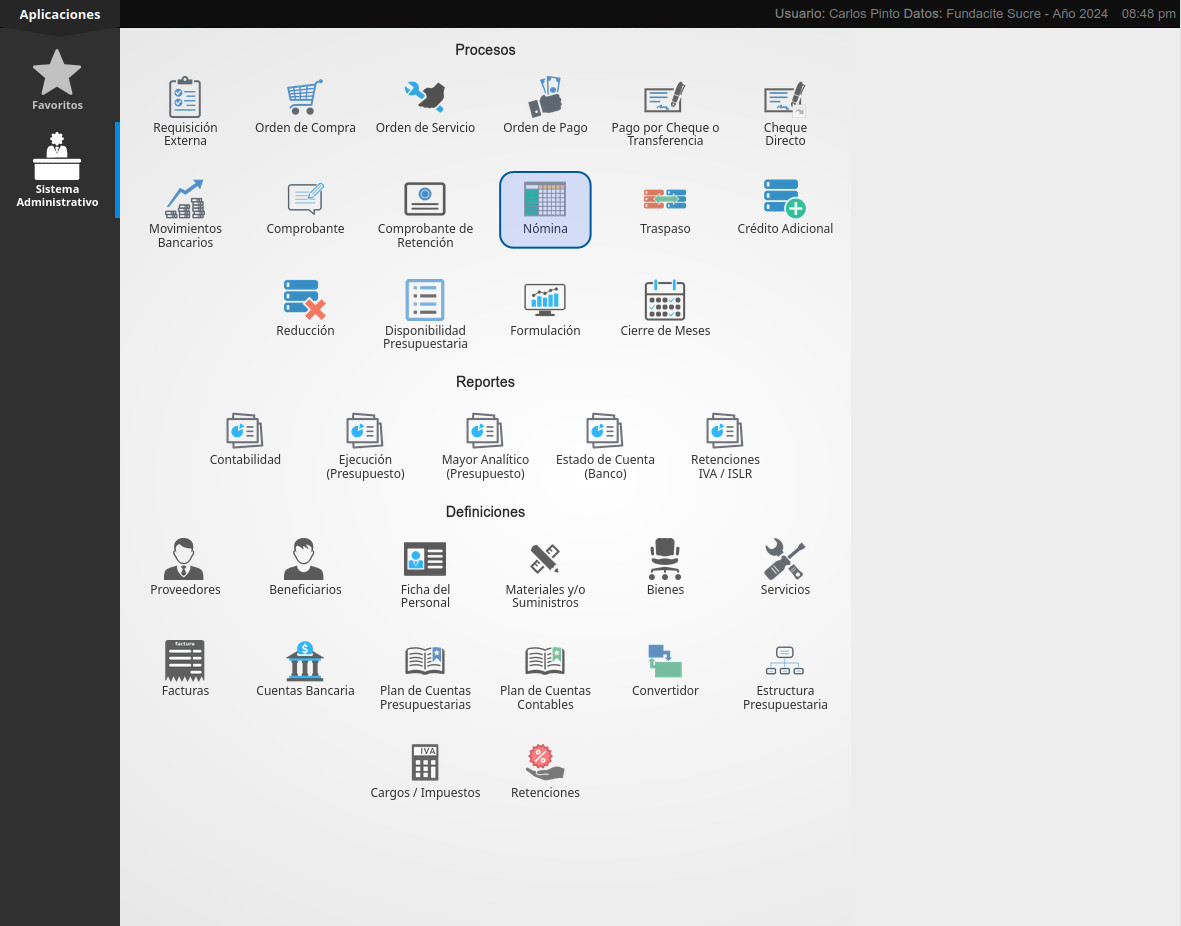 Aplicaciones
Usuario: Carlos Pinto Datos: Fundacite Sucre - Año 2024 08:48 pm
Favoritos
Sistema
Administrativo
Procesos
Requisición
Externa
Orden de Compra
Orden de Servicio
Orden de Pago
Pago por Cheque o
Transferencia
Cheque
Directo
Movimientos
Bancarios
Comprobante
Comprobante de
Retención
Nómina
Traspaso
Crédito Adicional
Reducción
Disponibilidad
Presupuestaria
Formulación
Cierre de Meses
Reportes
Contabilidad
Ejecución
(Presupuesto)
Mayor Analítico
(Presupuesto)
Estado de Cuenta
(Banco)
Retenciones
IVA / ISLR
Definiciones
Proveedores
Beneficiarios
Ficha del
Personal
Materiales y/o
Suministros
Bienes
Servicios
factura
Facturas
$
Cuentas Bancaria
Plan de Cuentas
Presupuestarias
Plan de Cuentas
Contables
Convertidor
Estructura
Presupuestaria
IVA
Cargos / Impuestos
%
Retenciones